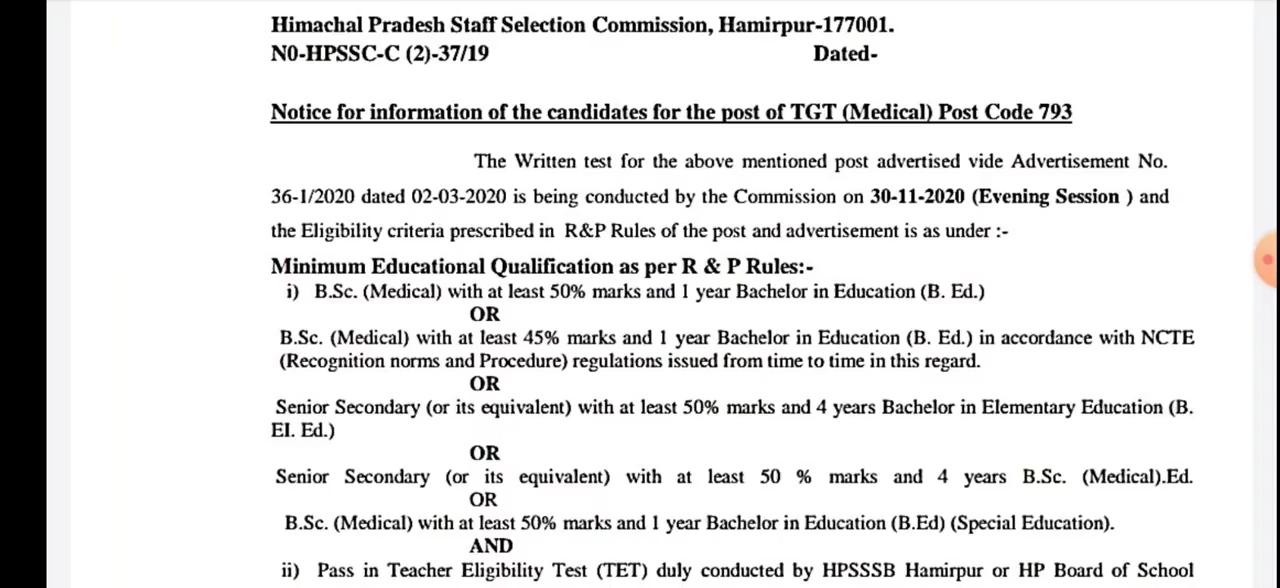 Himachal Pradesh Staff Selection Commission, Hamirpur-177001.
N0-HPSSC-C (2)-37/19 Dated-
Notice for information of the candidates for the post of TGT (Medical) Post Code 793
The Written test for the above mentioned post advertised vide Advertisement No.
36-1/2020 dated 02-03-2020 is being conducted by the Commission on 30-11-2020 (Evening Session ) and
the Eligibility criteria prescribed in R&P Rules of the post and advertisement is as under :-
Minimum Educational Qualification as per R & P Rules:-
i) B.Sc. (Medical) with at least 50% marks and 1 year Bachelor in Education (B. Ed.)
OR
B.Sc. (Medical) with at least 45% marks and 1 year Bachelor in Education (B. Ed.) in accordance with NCTE
(Recognition norms and Procedure) regulations issued from time to time in this regard.
OR
Senior Secondary (or its equivalent) with at least 50% marks and 4 years Bachelor in Elementary Education (B.
EI. Ed.)
OR
Senior Secondary (or its equivalent) with at least 50 % marks and 4 years B.Sc. (Medical).Ed.
OR
B.Sc. (Medical) with at least 50% marks and 1 year Bachelor in Education (B.Ed) (Special Education).
AND
ii) Pass in Teacher Eligibility Test (TET) duly conducted by HPSSSB Hamirpur or HP Board of School